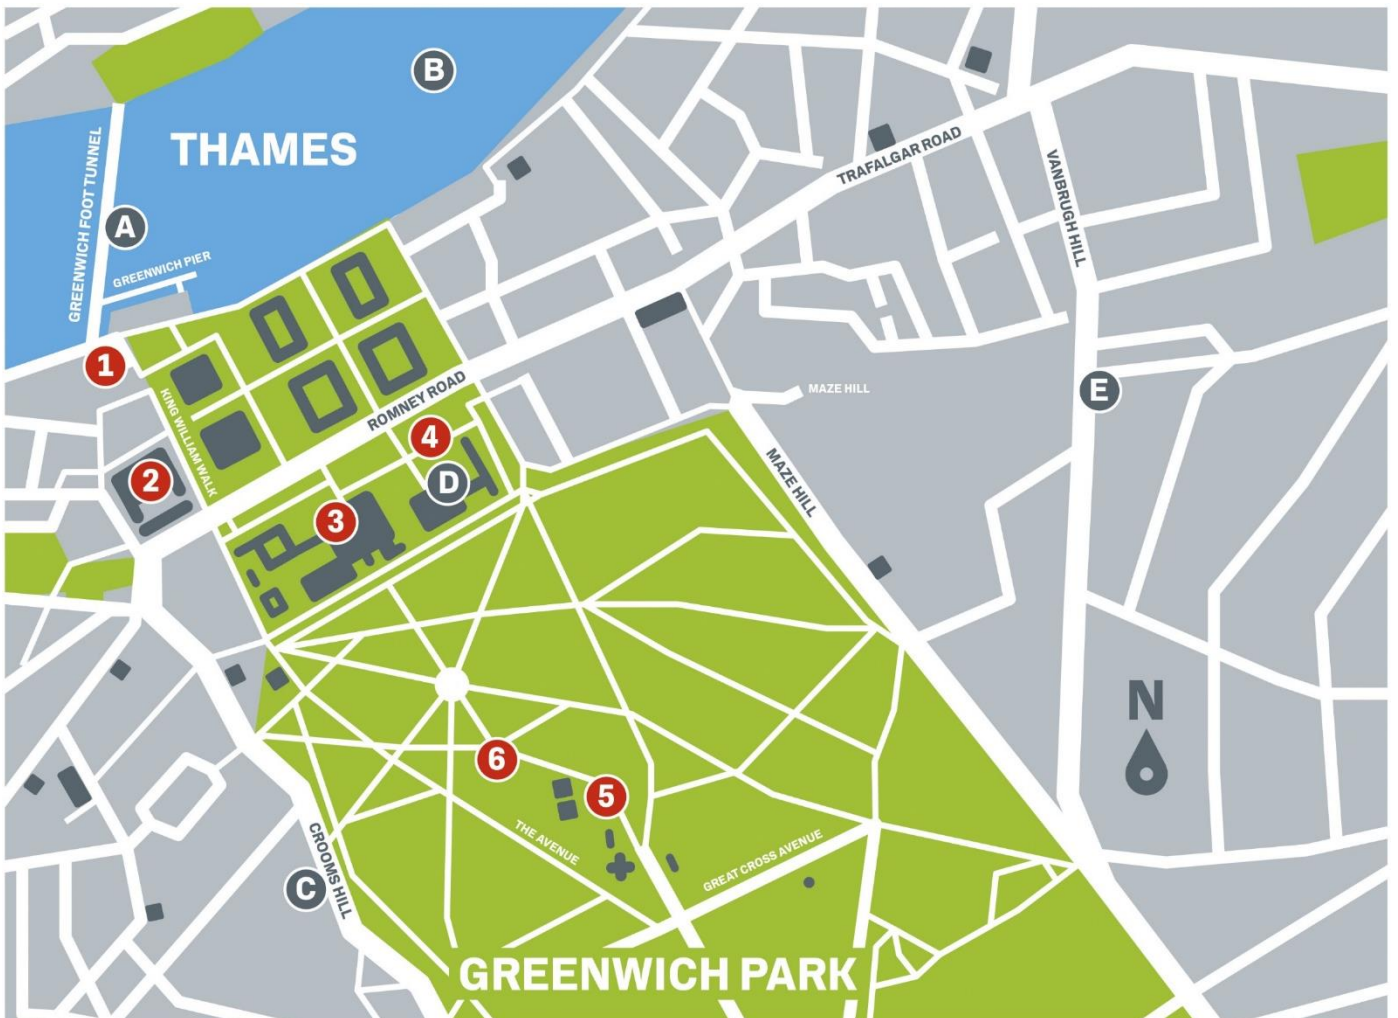 B
THAMES
GREENWICH FOOT TUNNEL
A
GREENWICH PIER
TRAFALGAR ROAD
VANBRUGH HILL
1
KING WILLIAM WALK
ROMNEY ROAD
MAZE HILL
E
4
2
D
MAZE HILL
3
N
6
5
THE AVENUE
GREAT CROSS AVENUE
CROOMS HILL
C
GREENWICH PARK